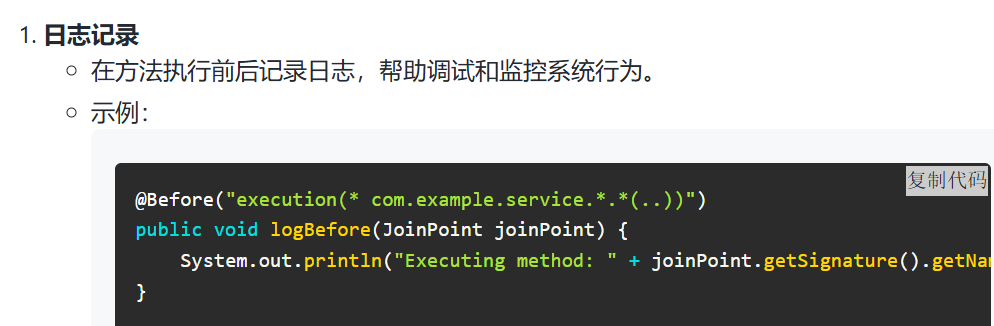 1. 日志记录
在方法执行前后记录日志，帮助调试和监控系统行为。
示例：
复制代码
@Before("execution(* com.example.service.*.*(..))")
public void logBefore(JoinPoint joinPoint) {
    System.out.println("Executing method: " + joinPoint.getSignature().getNa
}